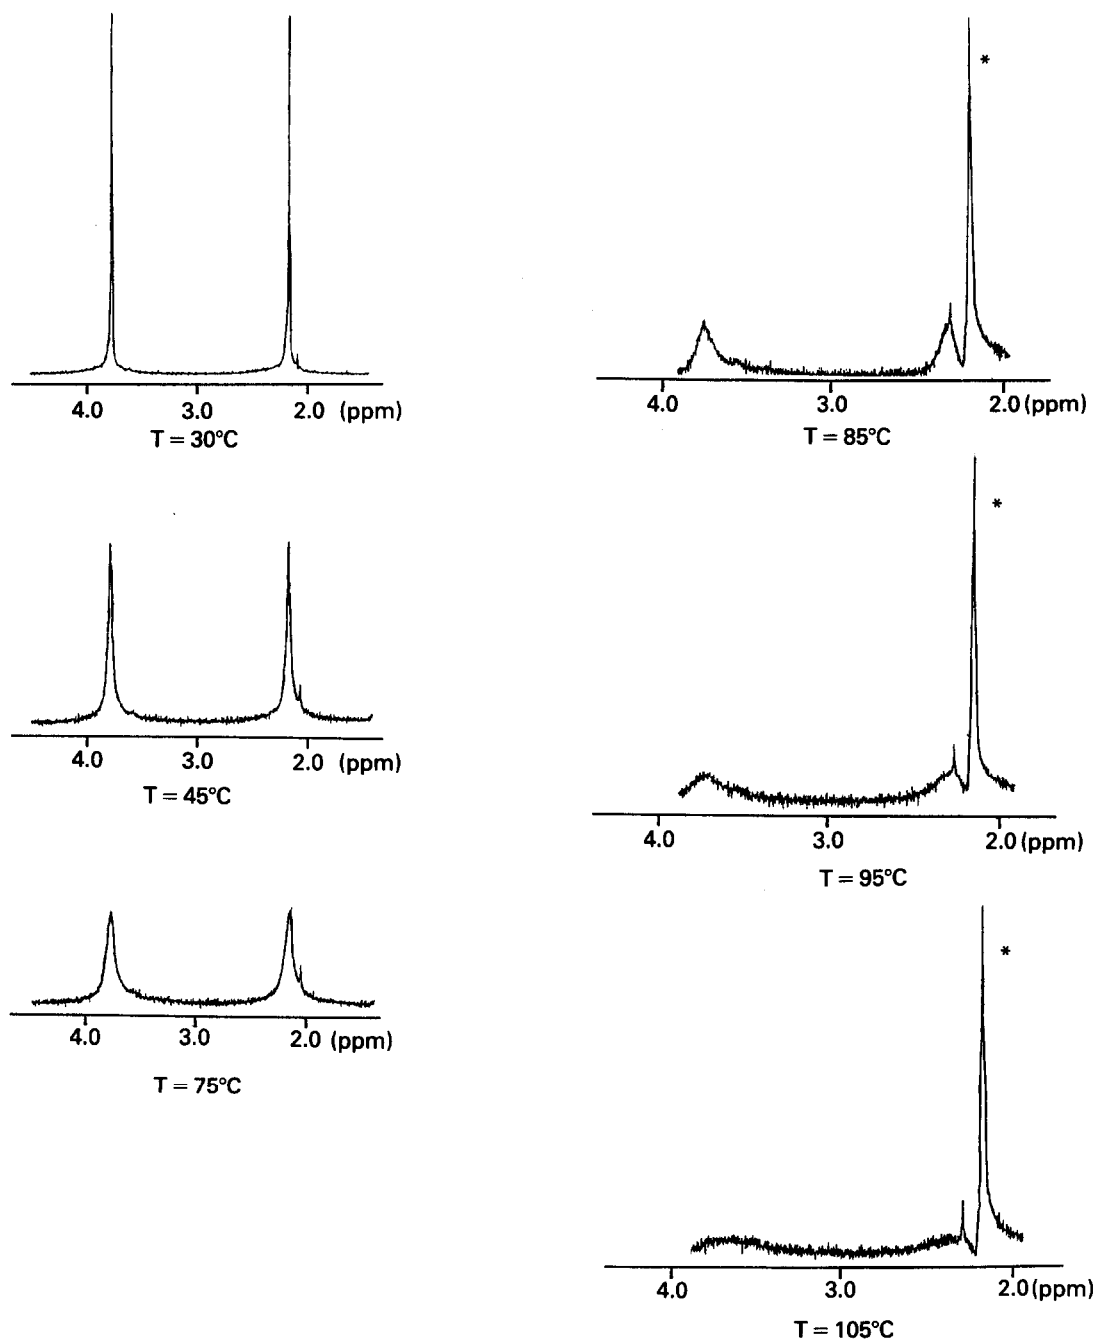 4.0 3.0 2.0 (ppm)
T = 30°C
4.0 3.0 2.0 (ppm)
T = 45°C
4.0 3.0 2.0 (ppm)
T = 75°C
*
4.0 3.0 2.0 (ppm)
T = 85°C
*
4.0 3.0 2.0 (ppm)
T = 95°C
*
4.0 3.0 2.0 (ppm)
T = 105°C